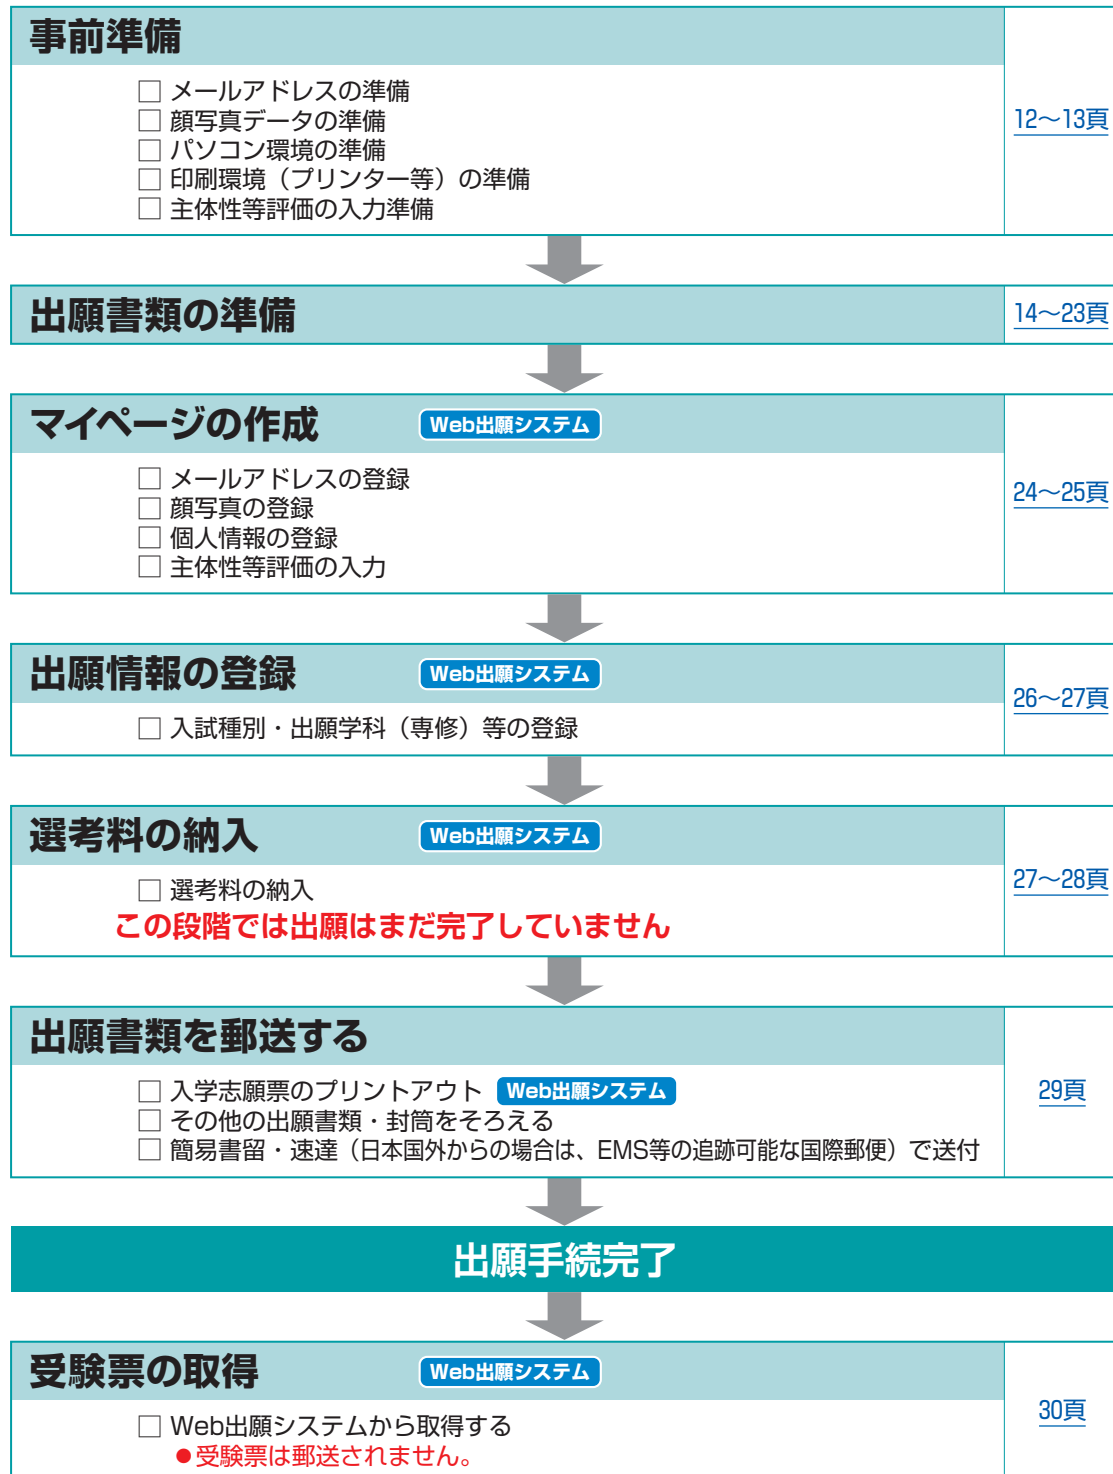 事前準備
□ メールアドレスの準備
□ 顔写真データの準備
□ パソコン環境の準備
□ 印刷環境（プリンター等）の準備
□ 主体性等評価の入力準備
12〜13頁
出願書類の準備
14〜23頁
マイページの作成 Web出願システム
□ メールアドレスの登録
□ 顔写真の登録
□ 個人情報の登録
□ 主体性等評価の入力
24〜25頁
出願情報の登録 Web出願システム
□ 入試種別・出願学科（専修）等の登録
26〜27頁
選考料の納入 Web出願システム
□ 選考料の納入
この段階では出願はまだ完了していません
27〜28頁
出願書類を郵送する
□ 入学志願票のプリントアウト Web出願システム
□ その他の出願書類・封筒をそろえる
□ 簡易書留・速達（日本国外からの場合は、EMS等の追跡可能な国際郵便）で送付
29頁
出願手続完了
受験票の取得 Web出願システム
□ Web出願システムから取得する
●受験票は郵送されません。
30頁